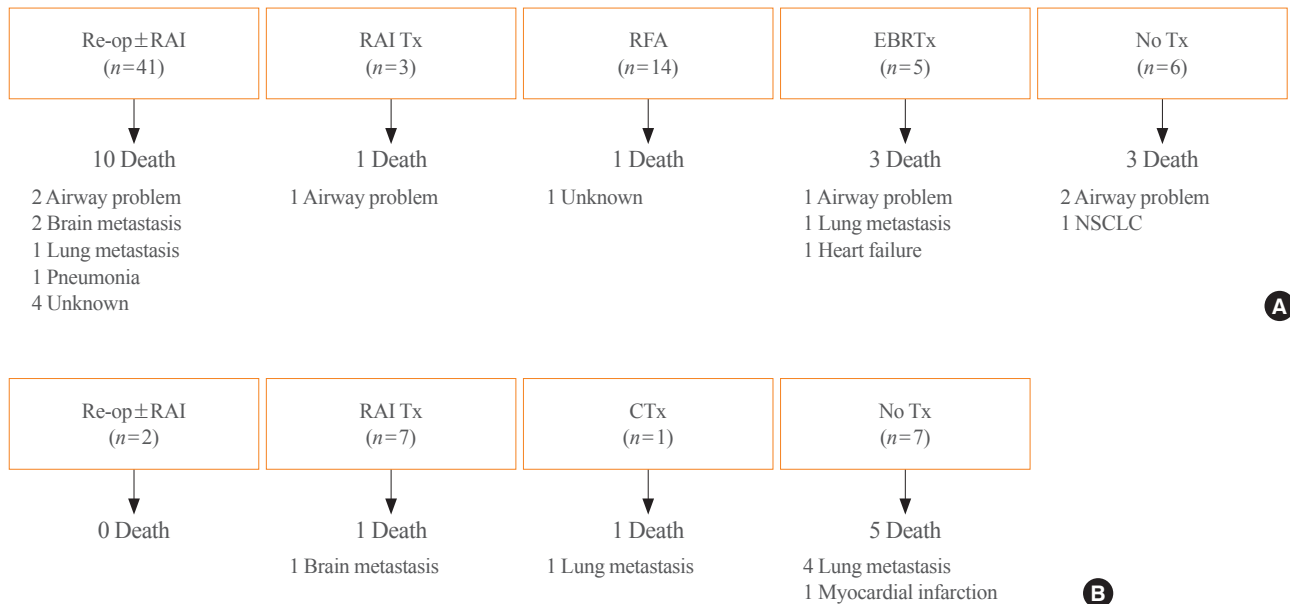 Re-op±RAI
(n=41)
RAI Tx
(n=3)
RFA
(n=14)
EBRTx
(n=5)
No Tx
(n=6)
10 Death
2 Airway problem
2 Brain metastasis
1 Lung metastasis
1 Pneumonia
4 Unknown
1 Death
1 Airway problem
1 Death
1 Unknown
3 Death
1 Airway problem
1 Lung metastasis
1 Heart failure
3 Death
2 Airway problem
1 NSCLC
A
Re-op±RAI
(n=2)
RAI Tx
(n=7)
CTx
(n=1)
No Tx
(n=7)
0 Death
1 Death
1 Brain metastasis
1 Death
1 Lung metastasis
5 Death
4 Lung metastasis
1 Myocardial infarction
B